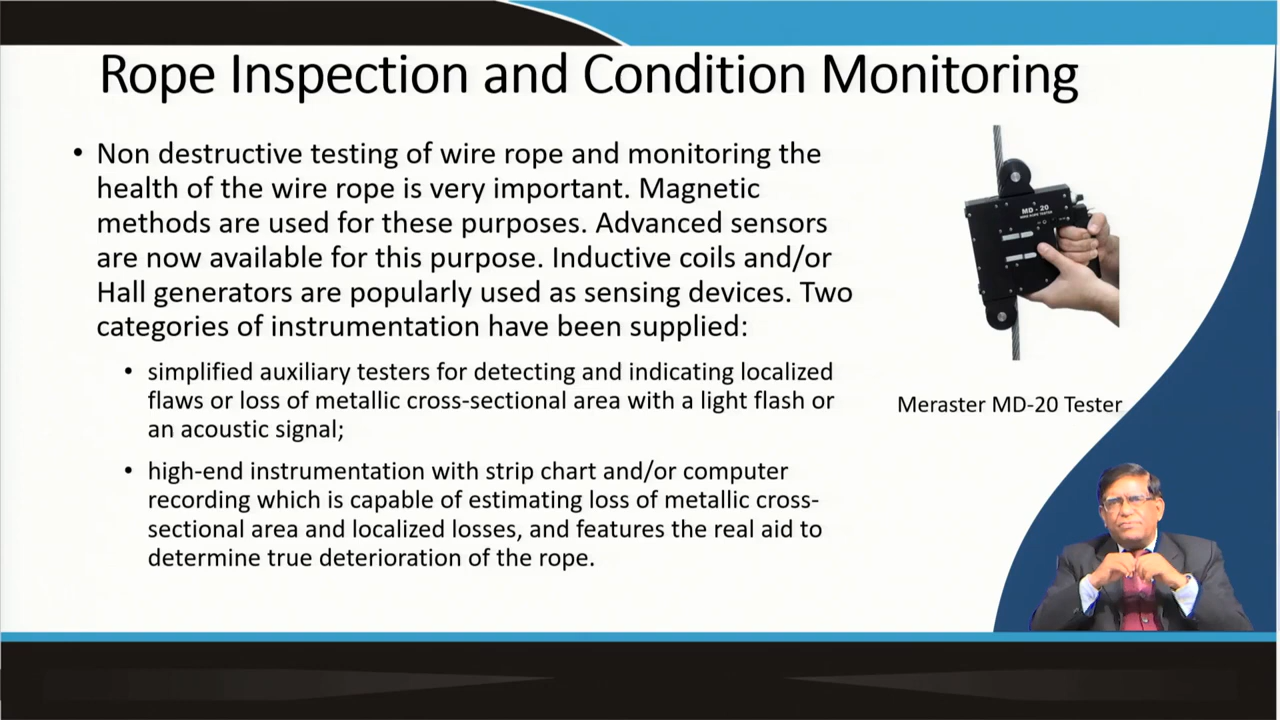 Rope Inspection and Condition Monitoring
• Non destructive testing of wire rope and monitoring the
health of the wire rope is very important. Magnetic
methods are used for these purposes. Advanced sensors
are now available for this purpose. Inductive coils and/or
Hall generators are popularly used as sensing devices. Two
categories of instrumentation have been supplied:
• simplified auxiliary testers for detecting and indicating localized
flaws or loss of metallic cross-sectional area with a light flash or
an acoustic signal;
• high-end instrumentation with strip chart and/or computer
recording which is capable of estimating loss of metallic cross-
sectional area and localized losses, and features the real aid to
determine true deterioration of the rope.
MD - 20
WIRE ROPE TESTER
Meraster MD-20 Tester